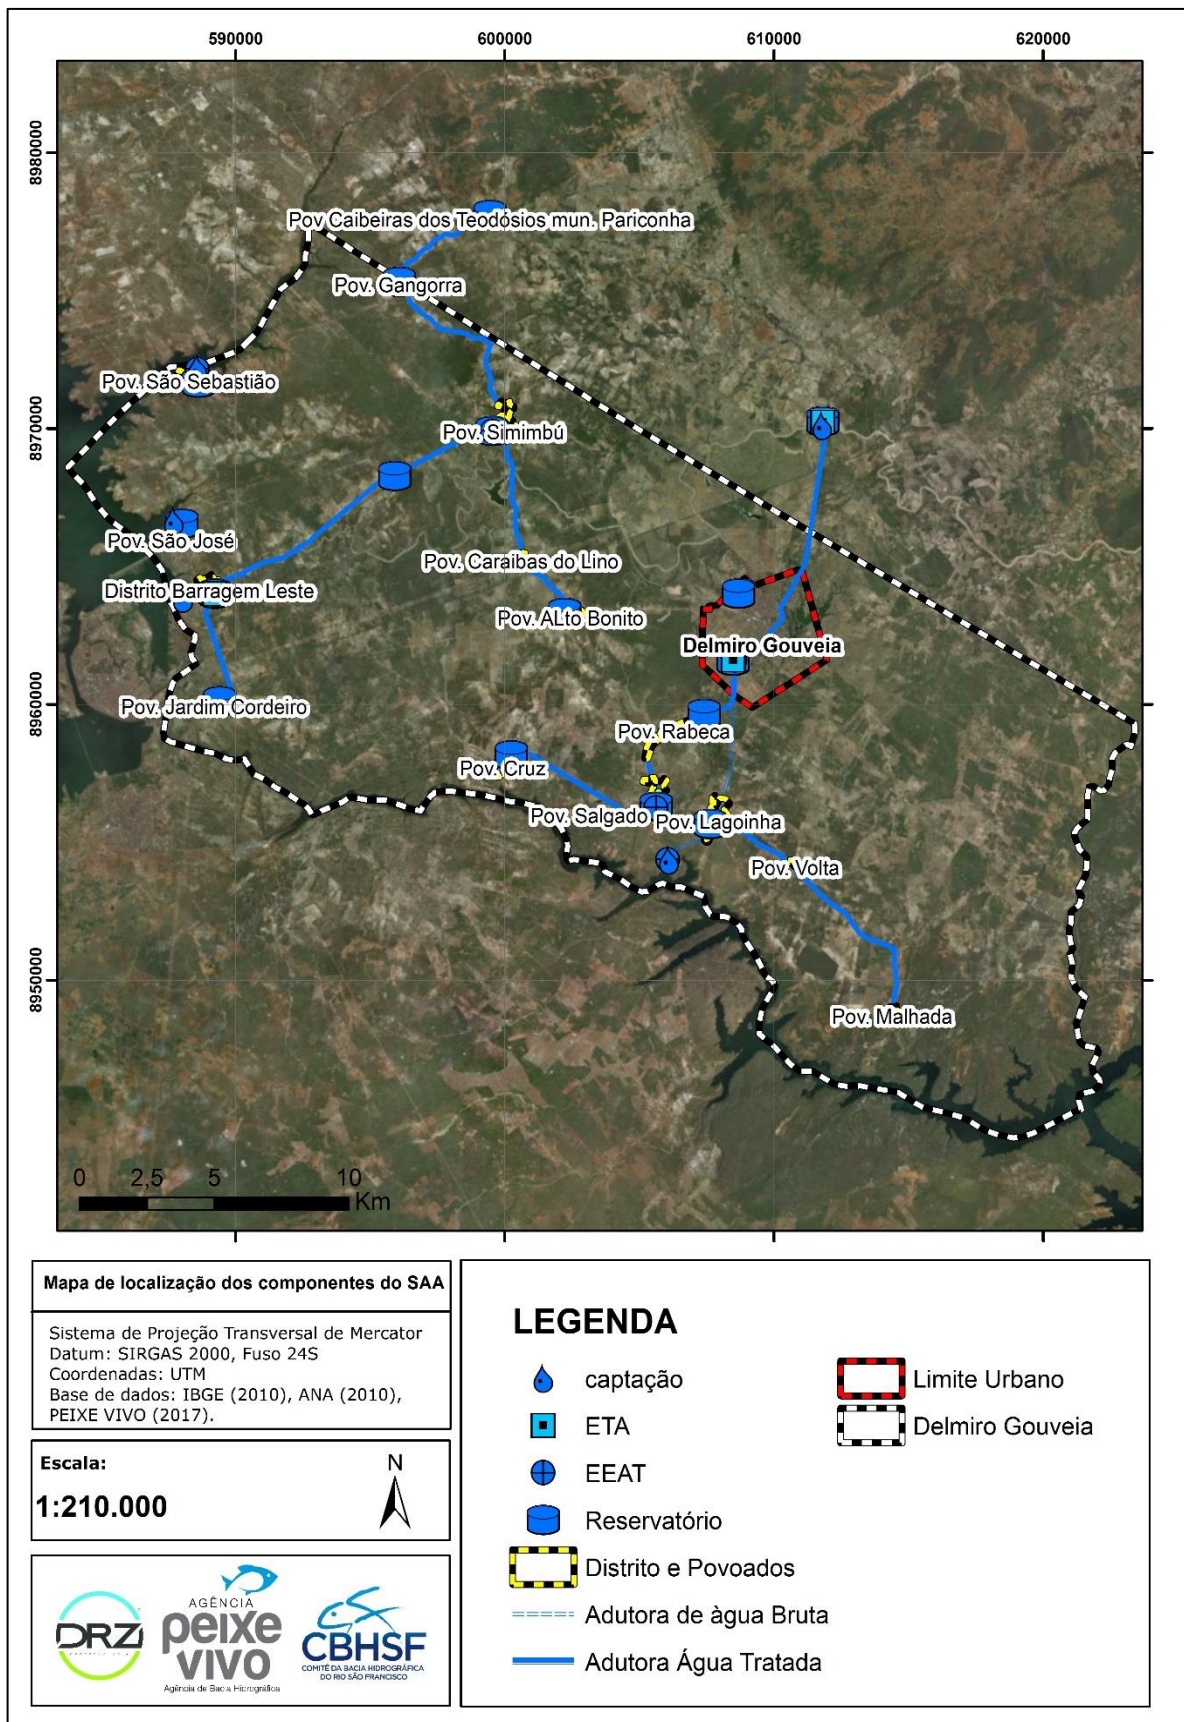 590000
600000
610000
620000
8980000
8970000
8960000
8950000
Pov Caibeiras dos Teodósios mun. Pariconha
Pov. Gangorra
Pov. São Sebastião
Pov. Simimbú
Pov. São José
Pov. Caraibas do Lino
Distrito Barragem Leste
Pov. ALto Bonito
Delmiro Gouveia
Pov. Jardim Cordeiro
Pov. Rabeca
Pov. Cruz
Pov. Salgado
Pov. Lagoinha
Pov. Volta
Pov. Malhada
0 2,5 5 10
Km
Mapa de localização dos componentes do SAA
Sistema de Projeção Transversal de Mercator
Datum: SIRGAS 2000, Fuso 24S
Coordenadas: UTM
Base de dados: IBGE (2010), ANA (2010),
PEIXE VIVO (2017).
Escala:
1:210.000
N
DRZ
AGÊNCIA
peixe
vivo
Agência de Bacia Hidrográfica
CBHSF
COMITÊ DA BACIA HIDROGRÁFICA
DO RIO SÃO FRANCISCO
LEGENDA
captação
ETA
EEAT
Reservatório
Distrito e Povoados
Adutora de àgua Bruta
Adutora Água Tratada
Limite Urbano
Delmiro Gouveia